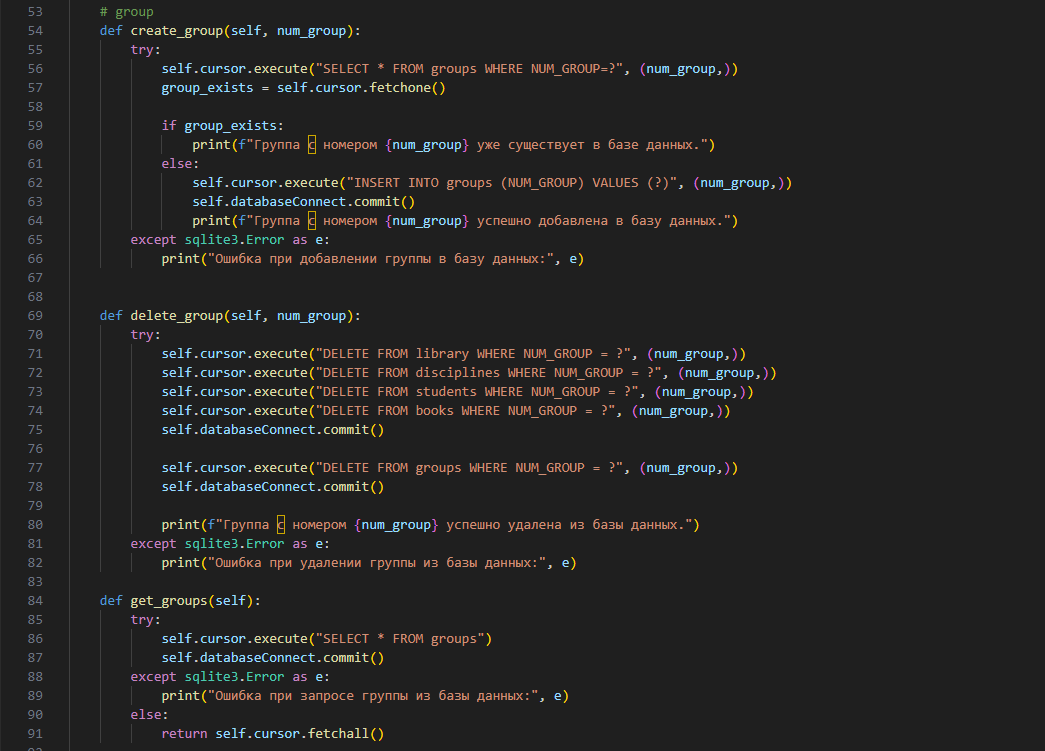 53 # group
54 def create_group(self, num_group):
55 try:
56 self.cursor.execute("SELECT * FROM groups WHERE NUM_GROUP=?", (num_group,))
57 group_exists = self.cursor.fetchone()
58
59 if group_exists:
60 print(f"Группа с номером {num_group} уже существует в базе данных.")
61 else:
62 self.cursor.execute("INSERT INTO groups (NUM_GROUP) VALUES (?)", (num_group,))
63 self.databaseConnect.commit()
64 print(f"Группа с номером {num_group} успешно добавлена в базу данных.")
65 except sqlite3.Error as e:
66 print("Ошибка при добавлении группы в базу данных:", e)
67
68
69 def delete_group(self, num_group):
70 try:
71 self.cursor.execute("DELETE FROM library WHERE NUM_GROUP = ?", (num_group,))
72 self.cursor.execute("DELETE FROM disciplines WHERE NUM_GROUP = ?", (num_group,))
73 self.cursor.execute("DELETE FROM students WHERE NUM_GROUP = ?", (num_group,))
74 self.cursor.execute("DELETE FROM books WHERE NUM_GROUP = ?", (num_group,))
75 self.databaseConnect.commit()
76
77 self.cursor.execute("DELETE FROM groups WHERE NUM_GROUP = ?", (num_group,))
78 self.databaseConnect.commit()
79
80 print(f"Группа с номером {num_group} успешно удалена из базы данных.")
81 except sqlite3.Error as e:
82 print("Ошибка при удалении группы из базы данных:", e)
83
84 def get_groups(self):
85 try:
86 self.cursor.execute("SELECT * FROM groups")
87 self.databaseConnect.commit()
88 except sqlite3.Error as e:
89 print("Ошибка при запросе группы из базы данных:", e)
90 else:
91 return self.cursor.fetchall()